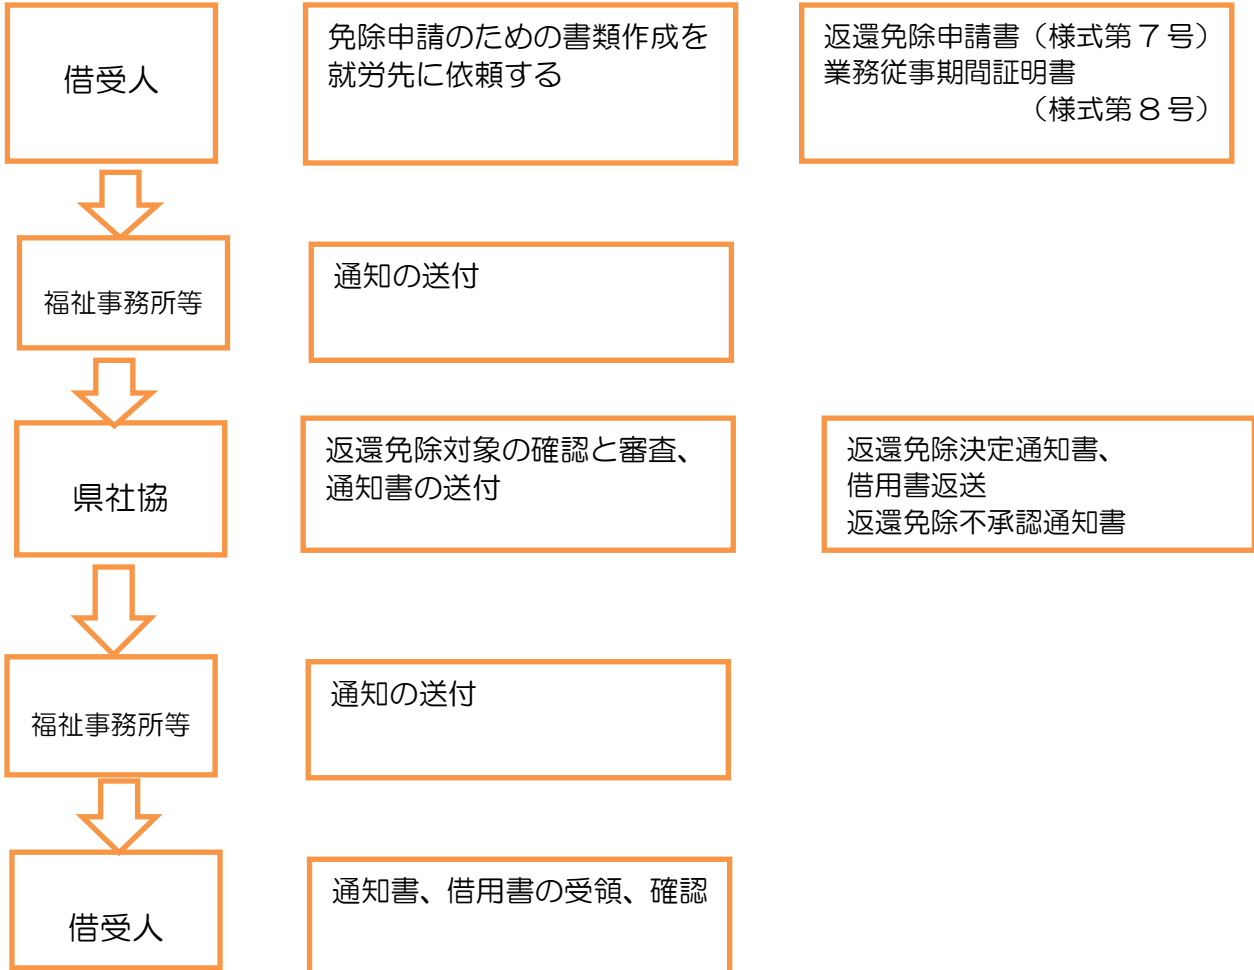 借受人
免除申請のための書類作成を
就労先に依頼する
返還免除申請書（様式第７号）
業務従事期間証明書
（様式第８号）
福祉事務所等
通知の送付
県社協
返還免除対象の確認と審査、
通知書の送付
返還免除決定通知書、
借用書返送
返還免除不承認通知書
福祉事務所等
通知の送付
借受人
通知書、借用書の受領、確認